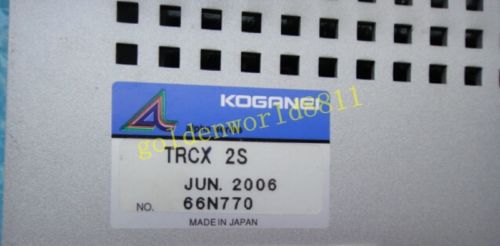 KOGANEI
goldenworld0811
TRCX 2S
JUN. 2006
NO. 66N770
MADE IN JAPAN